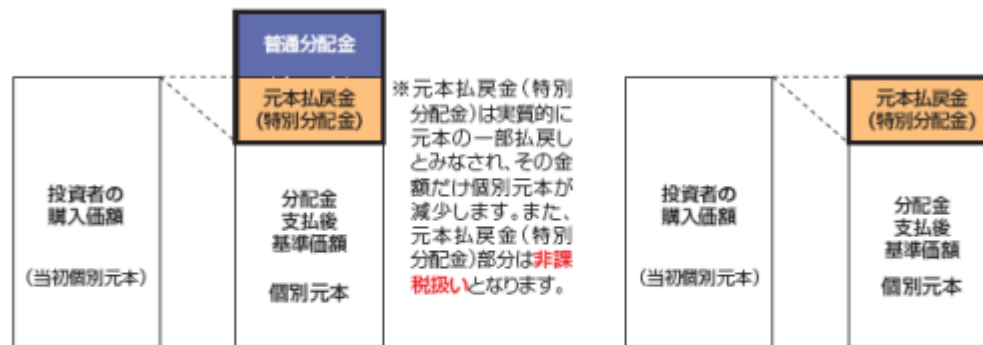 普通分配金
元本払戻金
(特別分配金)
投資者の
購入価額
(当初個別元本)
分配金
支払後
基準価額
個別元本
※元本払戻金(特別
分配金)は実質的に
元本の一部払戻し
とみなされ、その金
額だけ個別元本が
減少します。また、
元本払戻金(特別
分配金)部分は非課
税扱いとなります。
投資者の
購入価額
(当初個別元本)
元本払戻金
(特別分配金)
分配金
支払後
基準価額
個別元本